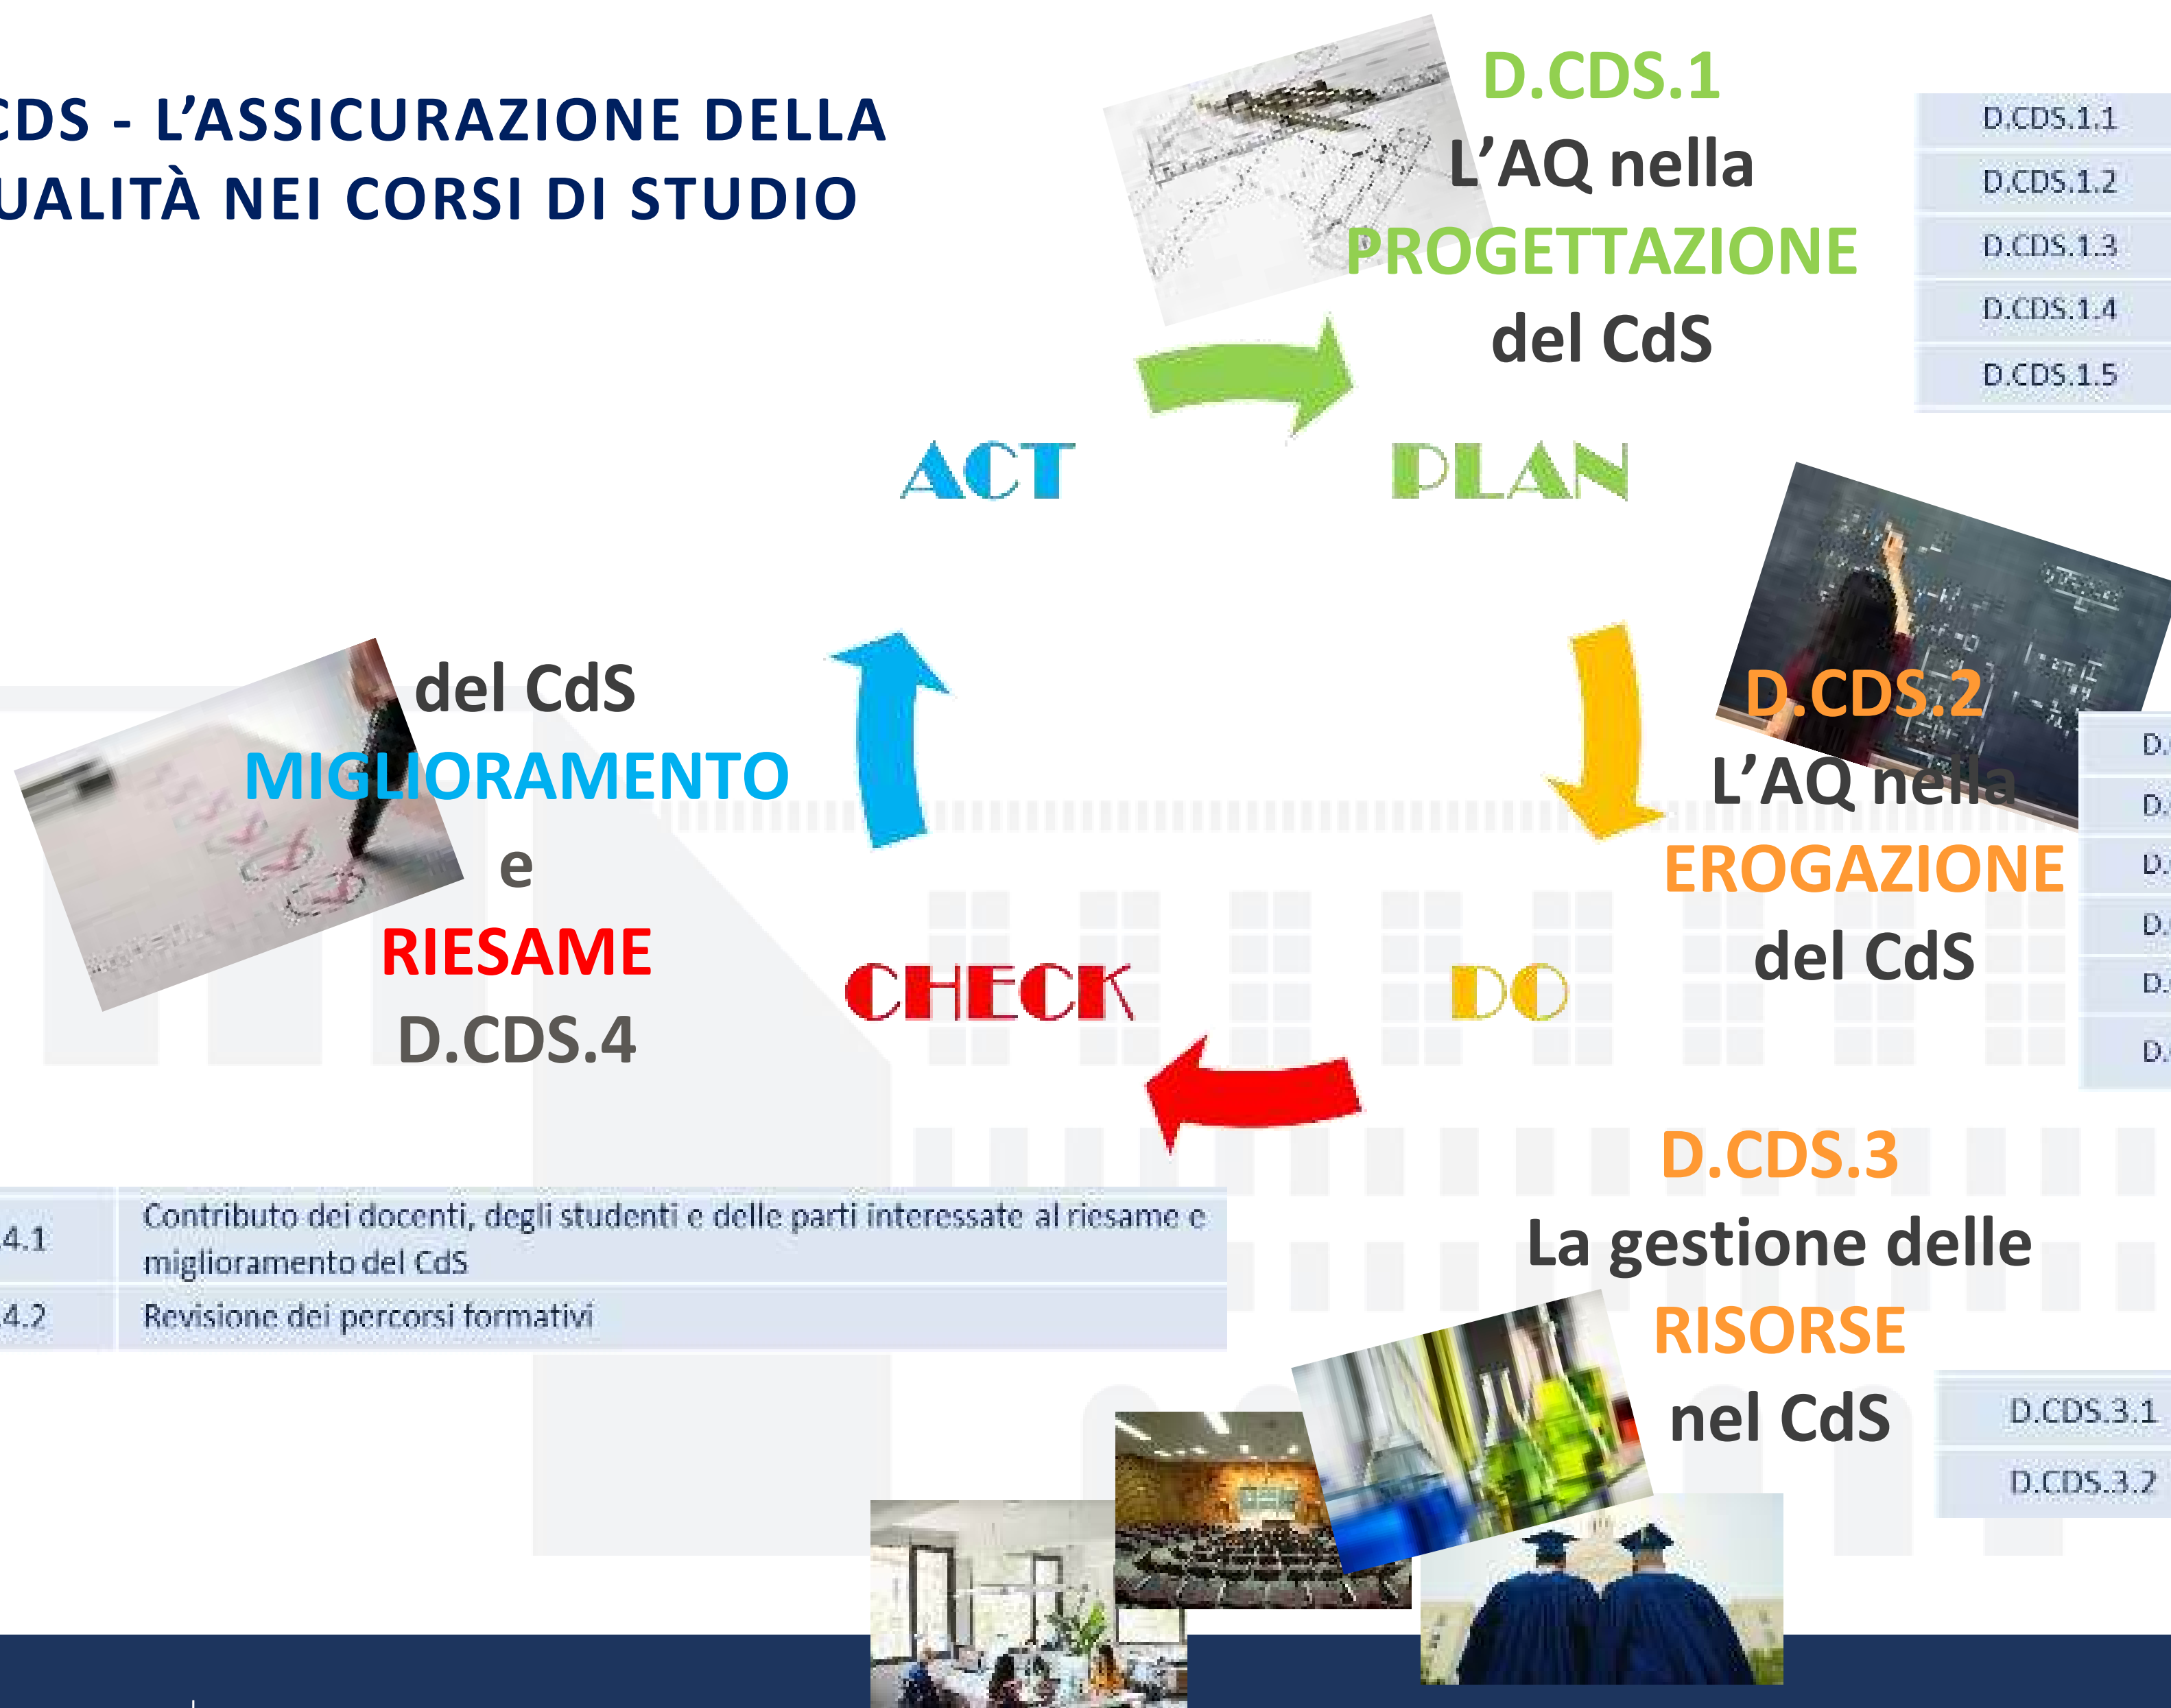 CDS - L’ASSICURAZIONE DELLA
UALITÀ NEI CORSI DI STUDIO
D.CDS.1
L’AQ nella
PROGETTAZIONE
del CdS
D.CDS.1.1
D.CDS.1.2
D.CDS.1.3
D.CDS.1.4
D.CDS.1.5
ACT
PLAN
del CdS
MIGLIORAMENTO
e
RIESAME
D.CDS.4
D.CDS.2
L’AQ nella
EROGAZIONE
del CdS
D.
D.
D.
D.
D.
D.
CHECK
DO
.4.1 Contributo dei docenti, degli studenti e delle parti interessate al riesame e
miglioramento del CdS
.4.2 Revisione dei percorsi formativi
D.CDS.3
La gestione delle
RISORSE
nel CdS
D.CDS.3.1
D.CDS.3.2